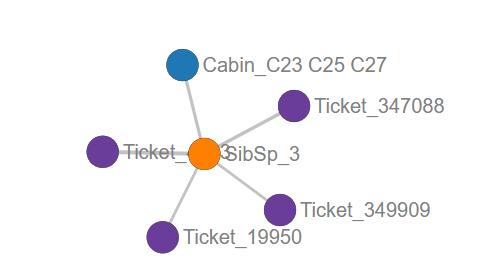 Cabin_C23 C25 C27
Ticket_347088
SibSp_3
Ticket_349909
Ticket_19950